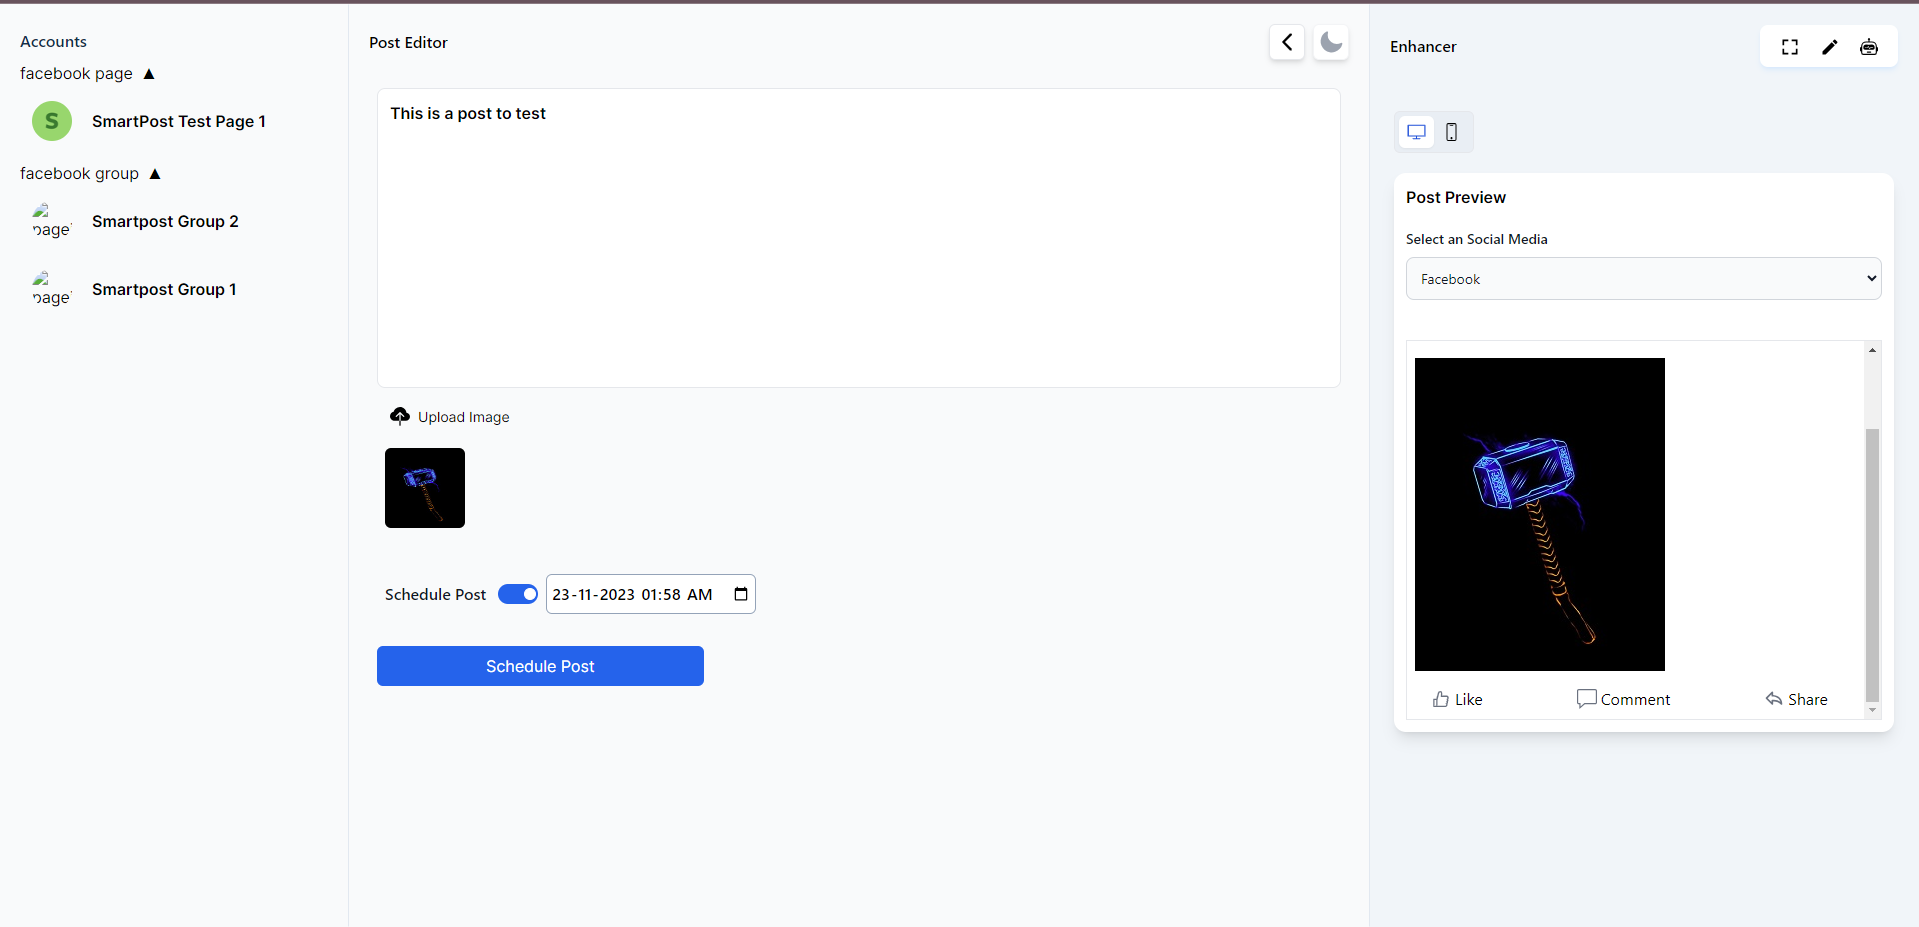 Accounts
facebook page ▲
S
SmartPost Test Page 1
facebook group ▲
page
Smartpost Group 2
page
Smartpost Group 1
Post Editor
This is a post to test
Upload Image
Schedule Post
23-11-2023 01:58 AM
Schedule Post
Enhancer
Post Preview
Select an Social Media
Facebook
Like
Comment
Share